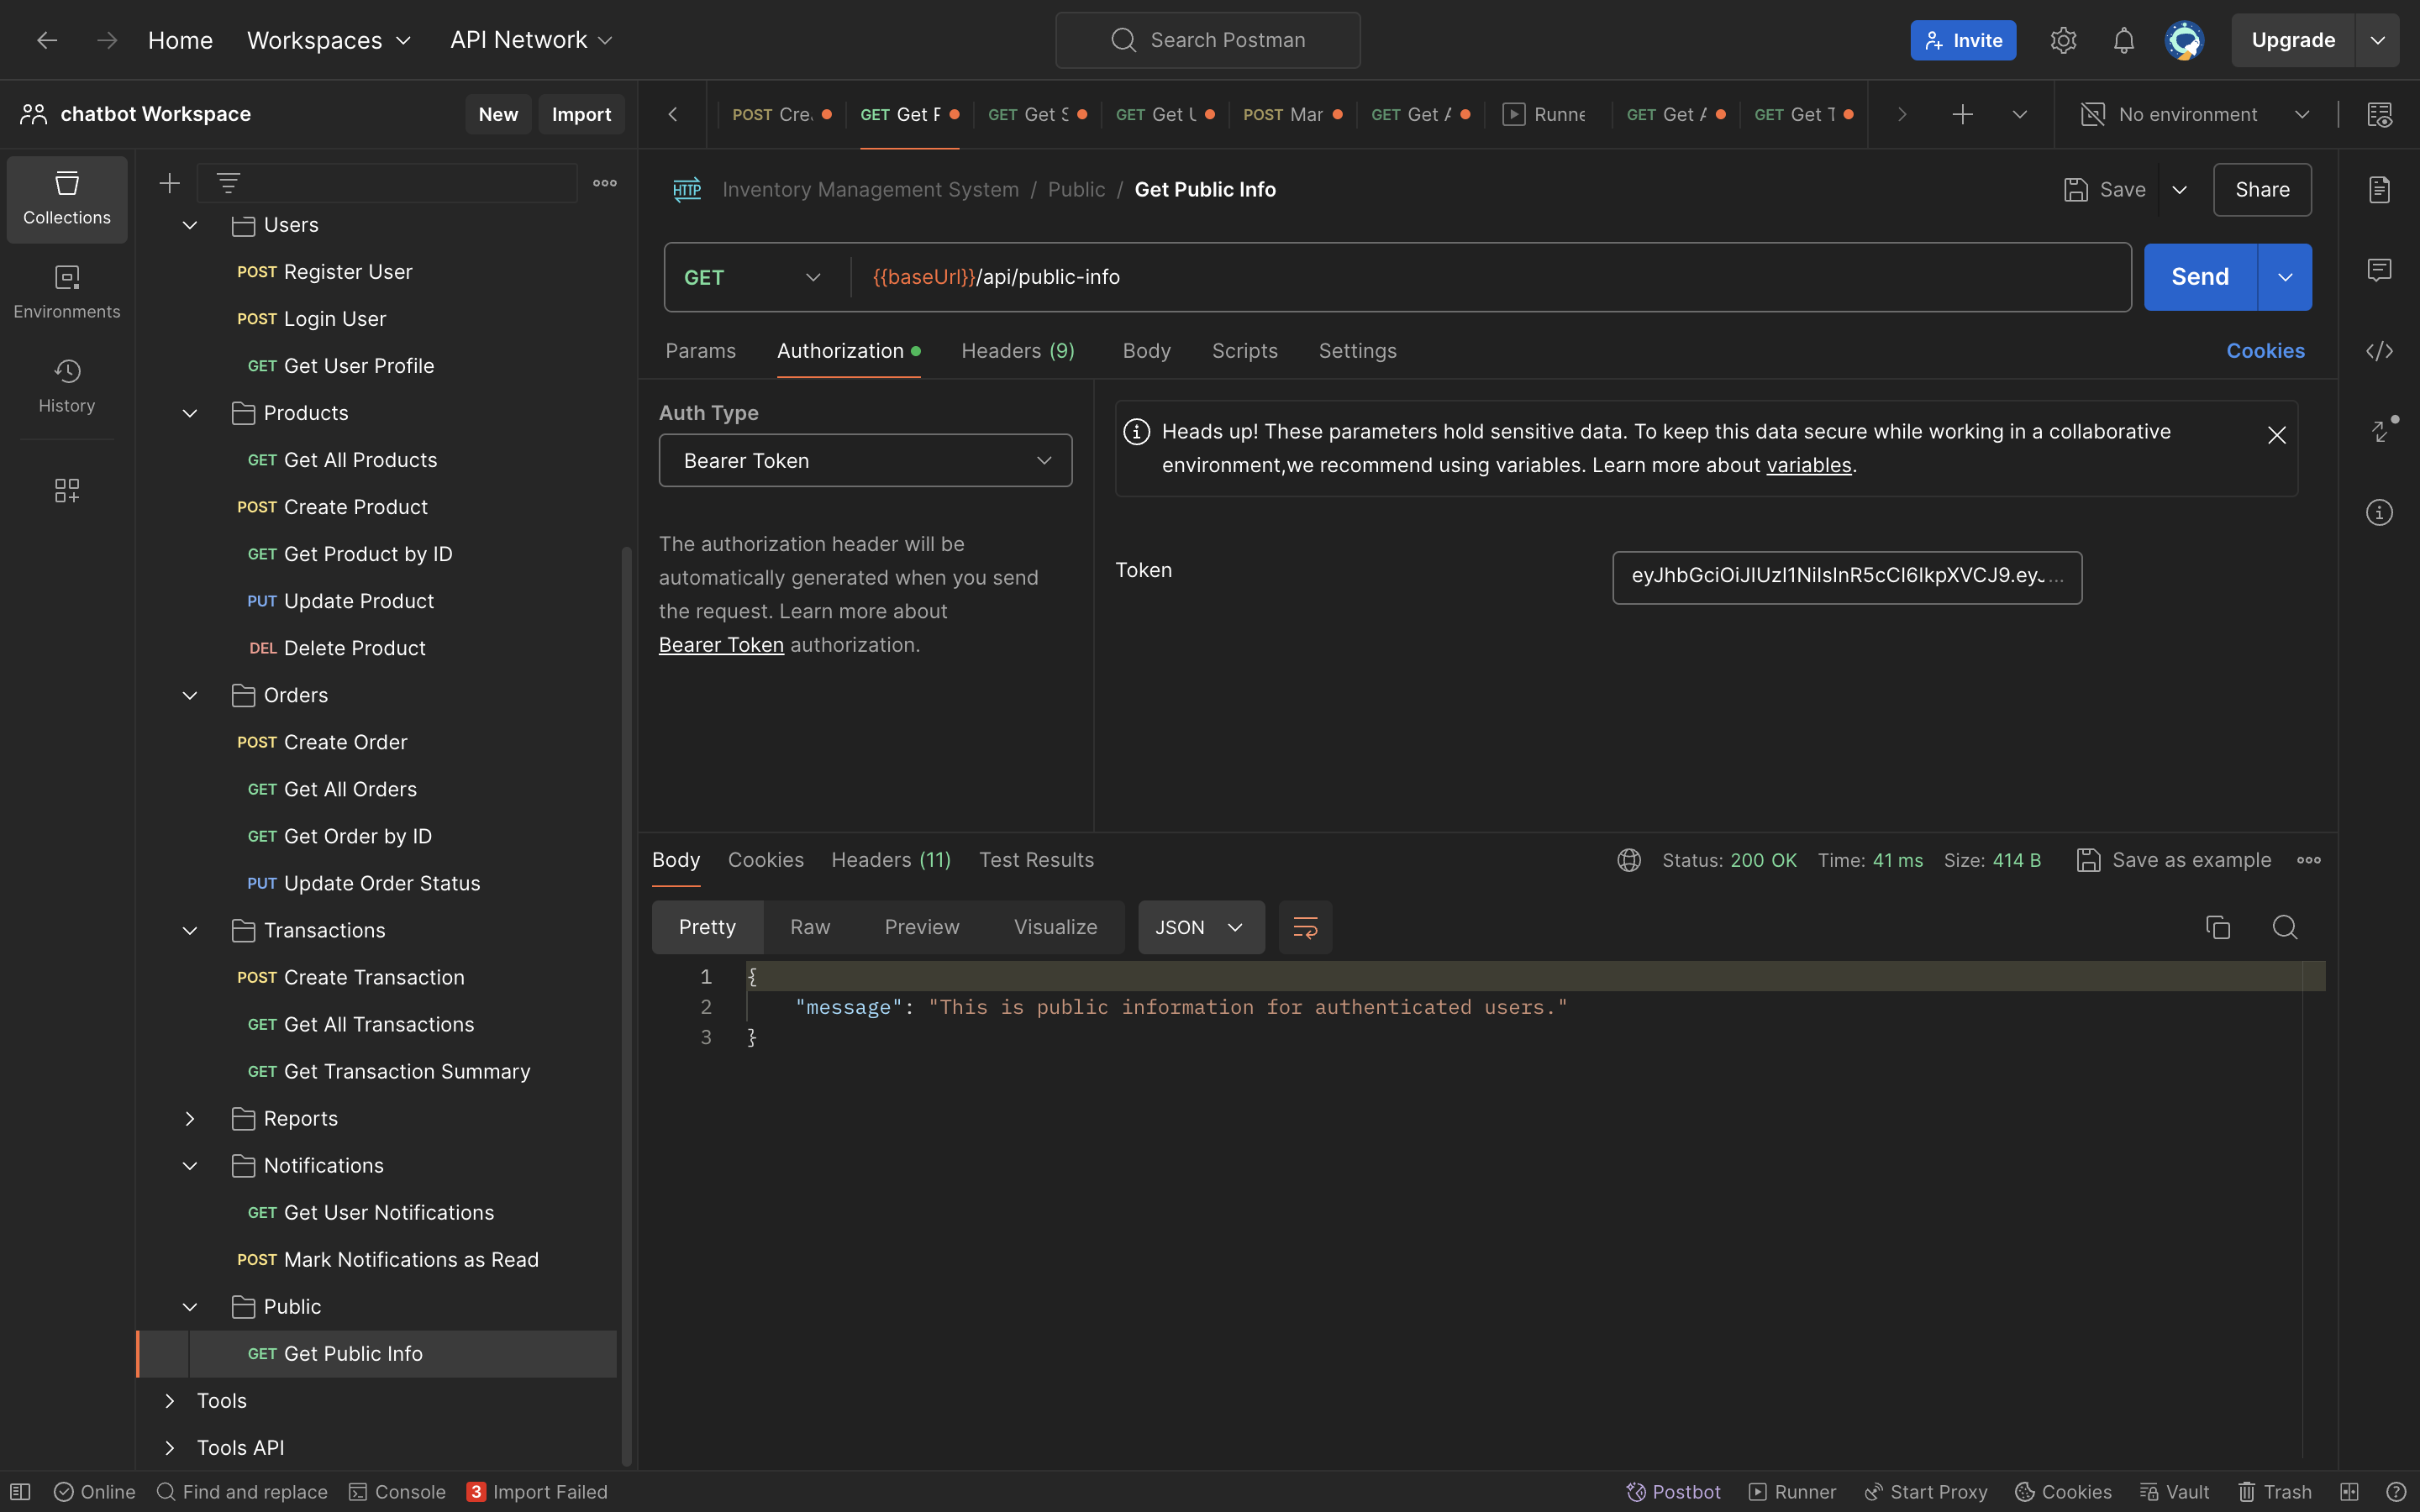 Home
Workspaces
API Network
Search Postman
Invite
Upgrade
chatbot Workspace
New
Import
POST Cre
GET Get P
GET Get S
GET Get U
POST Mar
GET Get A
Runne
GET Get A
GET Get T
No environment
Collections
Environments
History
Users
POST Register User
POST Login User
GET Get User Profile
Products
GET Get All Products
POST Create Product
GET Get Product by ID
PUT Update Product
DEL Delete Product
Orders
POST Create Order
GET Get All Orders
GET Get Order by ID
PUT Update Order Status
Transactions
POST Create Transaction
GET Get All Transactions
GET Get Transaction Summary
Reports
Notifications
GET Get User Notifications
POST Mark Notifications as Read
Public
GET Get Public Info
Tools
Tools API
HTTP
Inventory Management System / Public / Get Public Info
Save
Share
GET
{{baseUrl}}/api/public-info
Send
Params
Authorization
Headers (9)
Body
Scripts
Settings
Cookies
Auth Type
Bearer Token
The authorization header will be
automatically generated when you send
the request. Learn more about
Bearer Token authorization.
Heads up! These parameters hold sensitive data. To keep this data secure while working in a collaborative
environment,we recommend using variables. Learn more about variables.
Token
eyJhbGciOiJIUzI1NiIsInR5cCI6IkpXVCJ9.eyJ...
Body
Cookies
Headers (11)
Test Results
Status: 200 OK
Time: 41 ms
Size: 414 B
Save as example
Pretty
Raw
Preview
Visualize
JSON
1 {
2 "message": "This is public information for authenticated users."
3 }
Online
Find and replace
Console
3 Import Failed
Postbot
Runner
Start Proxy
Cookies
Vault
Trash